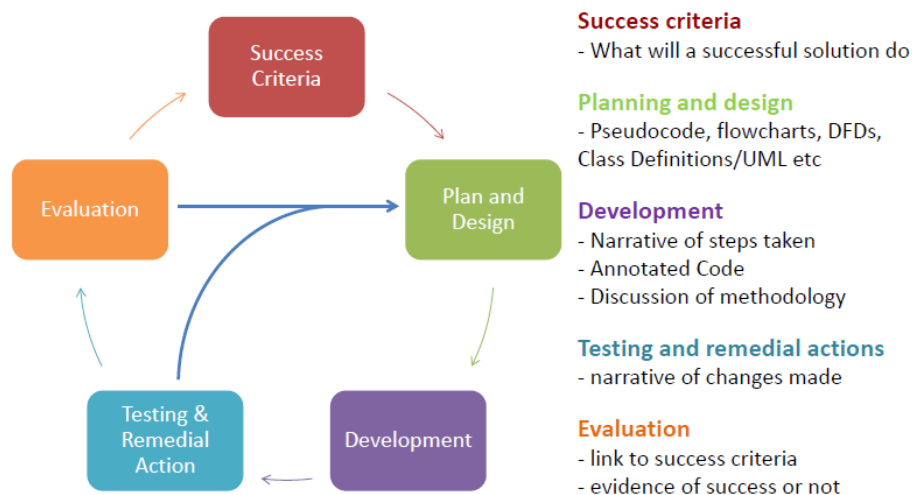 Success
Criteria
Evaluation
Plan and
Design
Testing &
Remedial
Action
Development
Success criteria
- What will a successful solution do
Planning and design
- Pseudocode, flowcharts, DFDs,
Class Definitions/UML etc
Development
- Narrative of steps taken
- Annotated Code
- Discussion of methodology
Testing and remedial actions
- narrative of changes made
Evaluation
- link to success criteria
- evidence of success or not